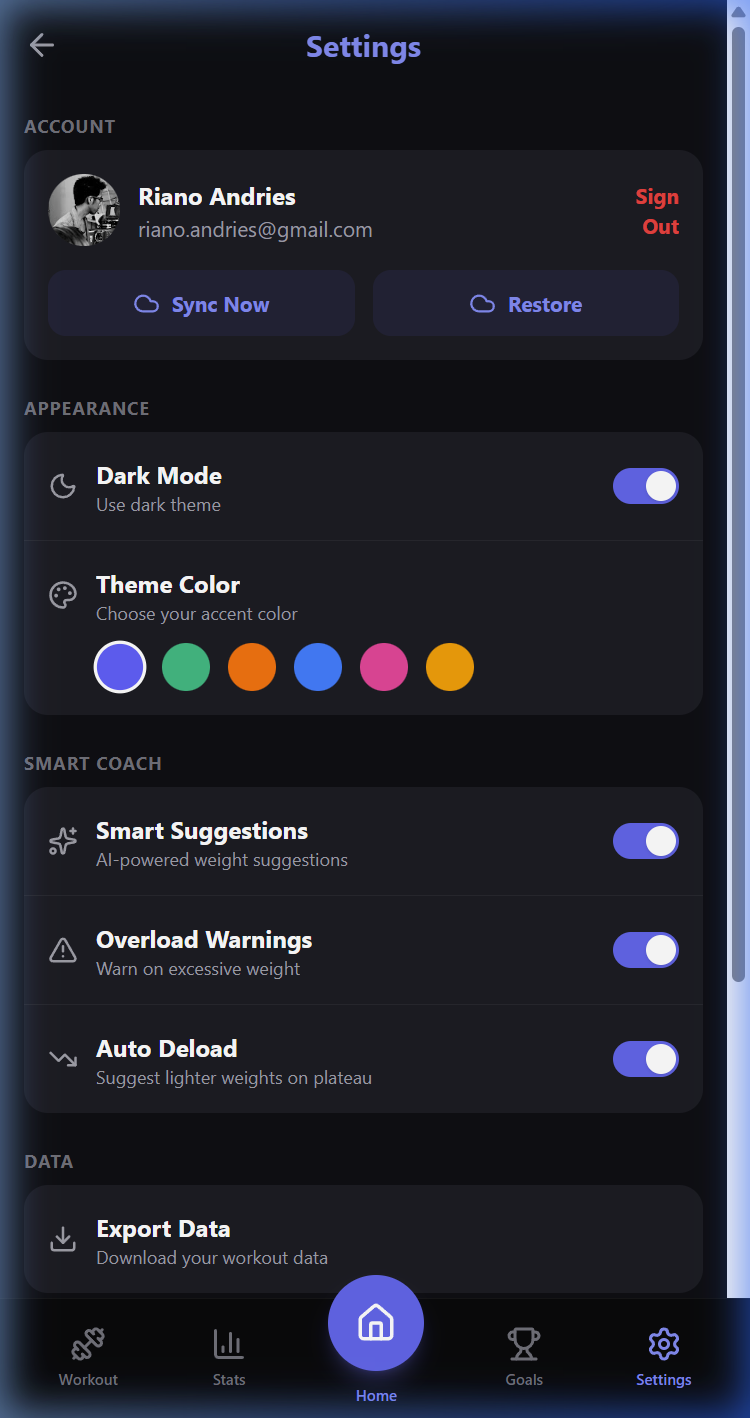 Settings
ACCOUNT
Riano Andries
riano.andries@gmail.com
Sign
Out
Sync Now
Restore
APPEARANCE
Dark Mode
Use dark theme
Theme Color
Choose your accent color
SMART COACH
Smart Suggestions
AI-powered weight suggestions
Overload Warnings
Warn on excessive weight
Auto Deload
Suggest lighter weights on plateau
DATA
Export Data
Download your workout data
Workout
Stats
Home
Goals
Settings